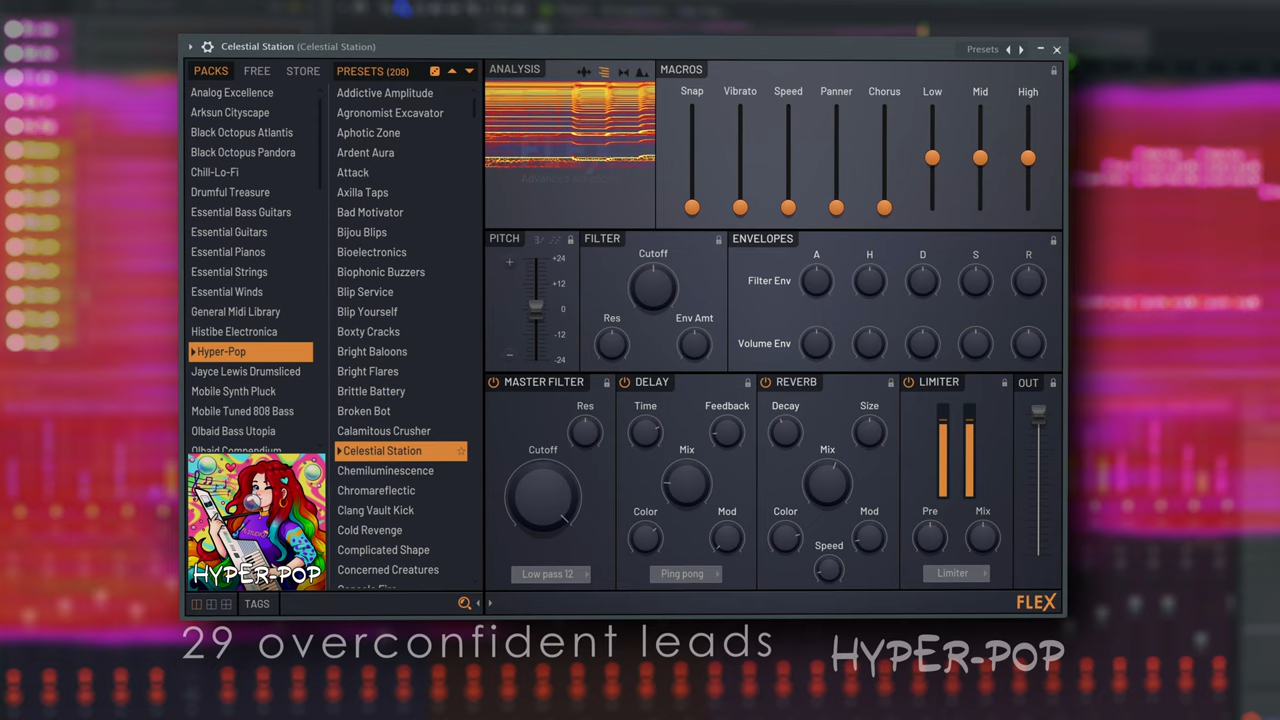 Celestial Station (Celestial Station)
Presets
PACKS FREE STORE
Analog Excellence
Arksun Cityscape
Black Octopus Atlantis
Black Octopus Pandora
Chill-Lo-Fi
Drumful Treasure
Essential Bass Guitars
Essential Guitars
Essential Pianos
Essential Strings
Essential Winds
General Midi Library
Histibe Electronica
Hyper-Pop
Jayce Lewis Drumsliced
Mobile Synth Pluck
Mobile Tuned 808 Bass
Olbaid Bass Utopia
Olbaid Compendium
HYPER-POP
TAGS
PRESETS (208)
Addictive Amplitude
Agronomist Excavator
Aphotic Zone
Ardent Aura
Attack
Axilla Taps
Bad Motivator
Bijou Blips
Bioelectronics
Biophonic Buzzers
Blip Service
Blip Yourself
Boxty Cracks
Bright Baloons
Bright Flares
Brittle Battery
Broken Bot
Calamitous Crusher
Celestial Station
Chemiluminescence
Chromareflectic
Clang Vault Kick
Cold Revenge
Complicated Shape
Concerned Creatures
ANALYSIS
MACROS
Snap Vibrato Speed Panner Chorus Low Mid High
PITCH
+24
+12
0
-12
-24
FILTER
Cutoff
Res Env Amt
ENVELOPES
A H D S R
Filter Env
Volume Env
MASTER FILTER
Res
Cutoff
Low pass 12
DELAY
Time Feedback
Mix
Color Mod
Ping pong
REVERB
Decay Size
Mix
Color Mod
Speed
LIMITER
Pre Mix
Limiter
OUT
FLEX
29 overconfident leads
HYPER-POP